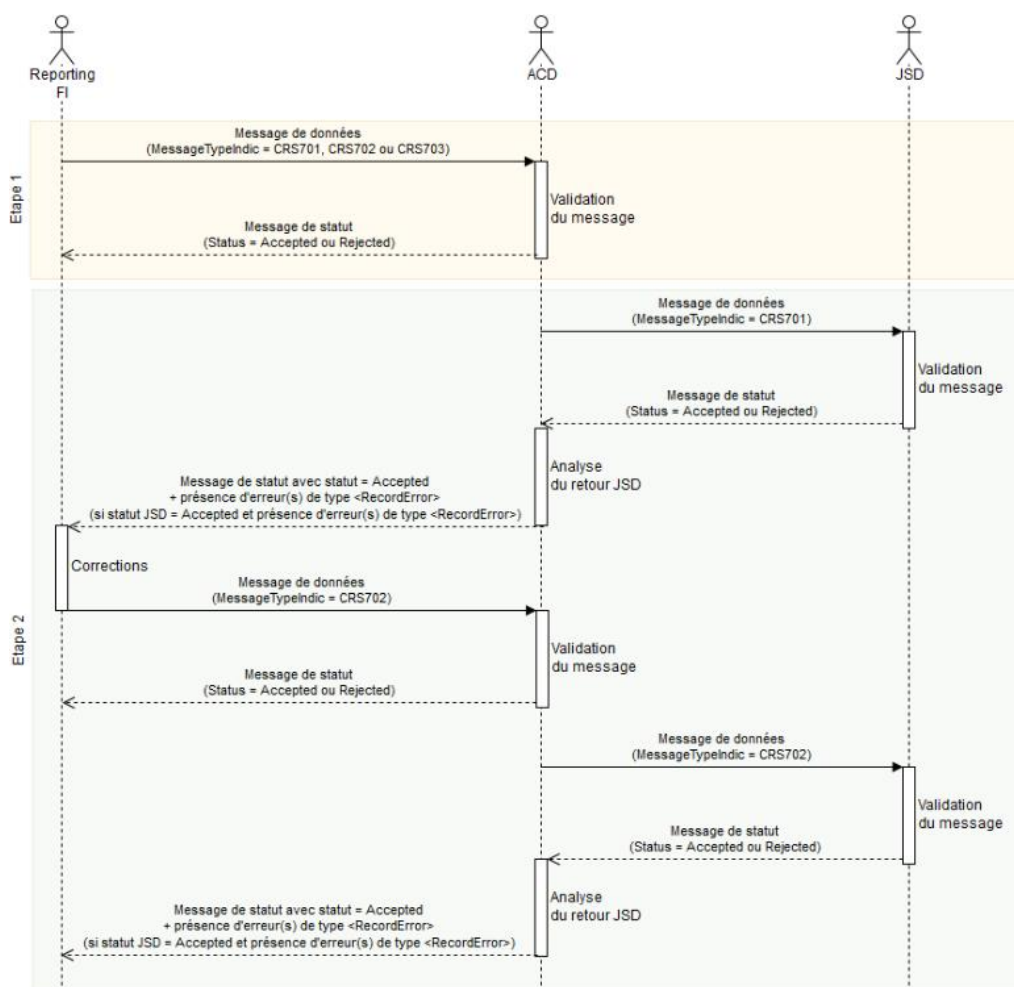 Reporting
FI
ACD
JSD
Etape 1
Message de données
(MessageTypeIndic = CRS701, CRS702 ou CRS703)
Validation
du message
Message de statut
(Status = Accepted ou Rejected)
Etape 2
Message de données
(MessageTypeIndic = CRS701)
Validation
du message
Message de statut
(Status = Accepted ou Rejected)
Analyse
du retour JSD
Message de statut avec statut = Accepted
+ présence d'erreur(s) de type <RecordError>
(si statut JSD = Accepted et présence d'erreur(s) de type <RecordError>)
Corrections
Message de données
(MessageTypeIndic = CRS702)
Validation
du message
Message de statut
(Status = Accepted ou Rejected)
Message de données
(MessageTypeIndic = CRS702)
Validation
du message
Message de statut
(Status = Accepted ou Rejected)
Analyse
du retour JSD
Message de statut avec statut = Accepted
+ présence d'erreur(s) de type <RecordError>
(si statut JSD = Accepted et présence d'erreur(s) de type <RecordError>)